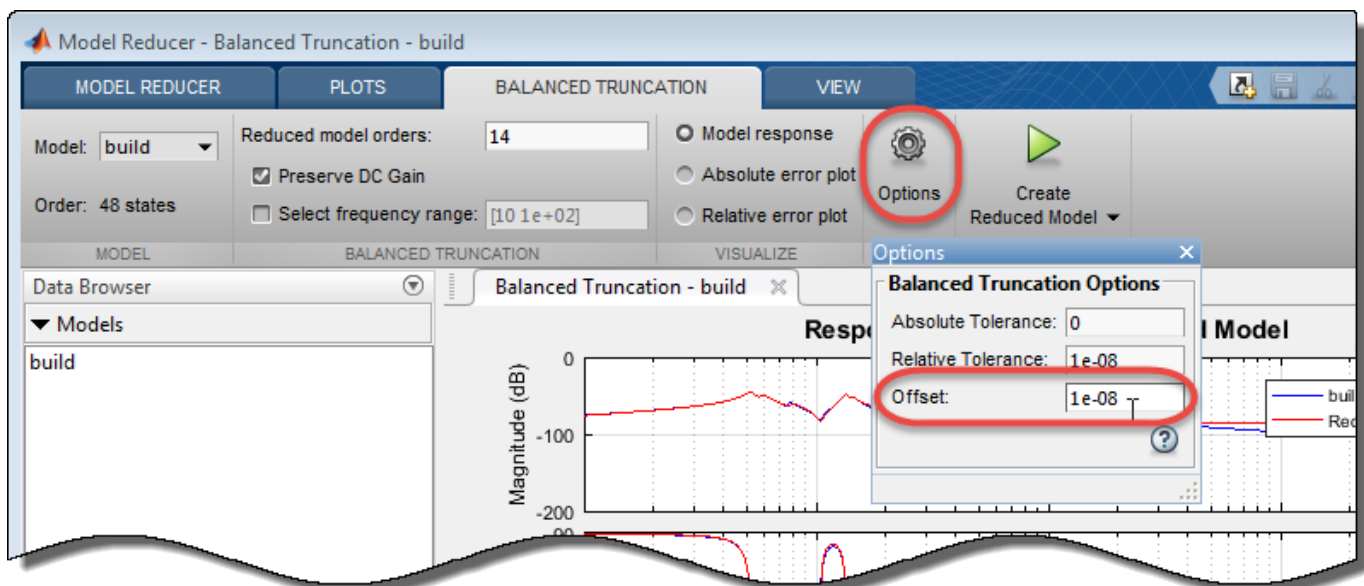 Model Reducer - Balanced Truncation - build
MODEL REDUCER PLOTS BALANCED TRUNCATION VIEW
Model: build
Order: 48 states
MODEL
Reduced model orders: 14
Preserve DC Gain
Select frequency range: [10 1e+02]
BALANCED TRUNCATION
Model response
Absolute error plot
Relative error plot
VISUALIZE
Options
Create
Reduced Model
Options
Balanced Truncation Options
Absolute Tolerance: 0
Relative Tolerance: 1e-08
Offset: 1e-08
?
Data Browser
Models
build
Balanced Truncation - build
Model
Magnitude (dB)
0
-100
-200